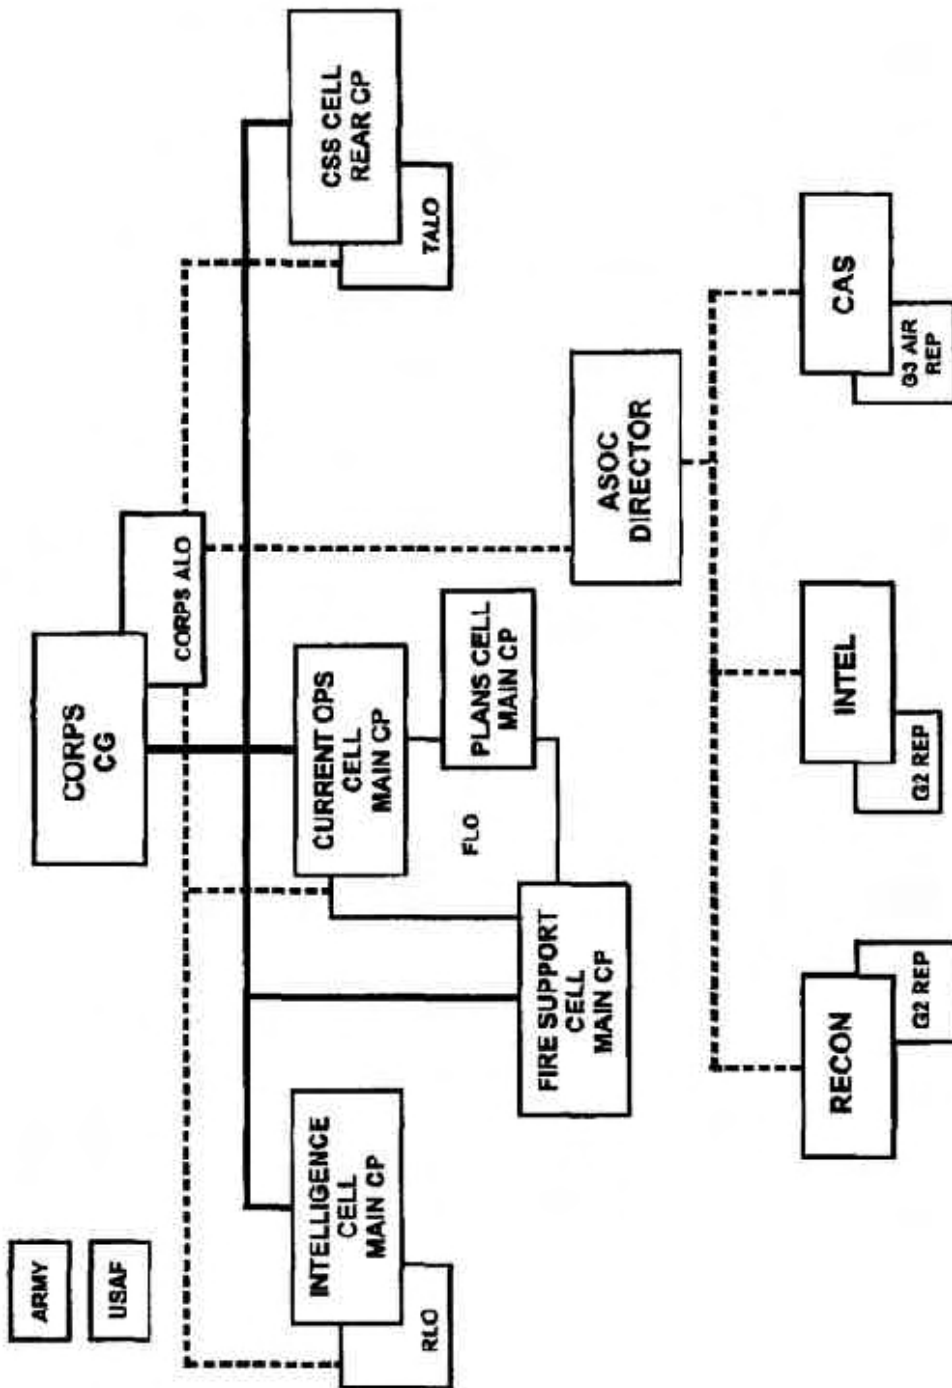 ARMY
USAF
CORPS
CG
CORPS ALO
INTELLIGENCE
CELL
MAIN CP
RLO
CURRENT OPS
CELL
MAIN CP
CSS CELL
REAR CP
TALO
FLO
PLANS CELL
MAIN CP
FIRE SUPPORT
CELL
MAIN CP
ASOC
DIRECTOR
RECON
G2 REP
INTEL
G2 REP
CAS
G3 AIR
REP